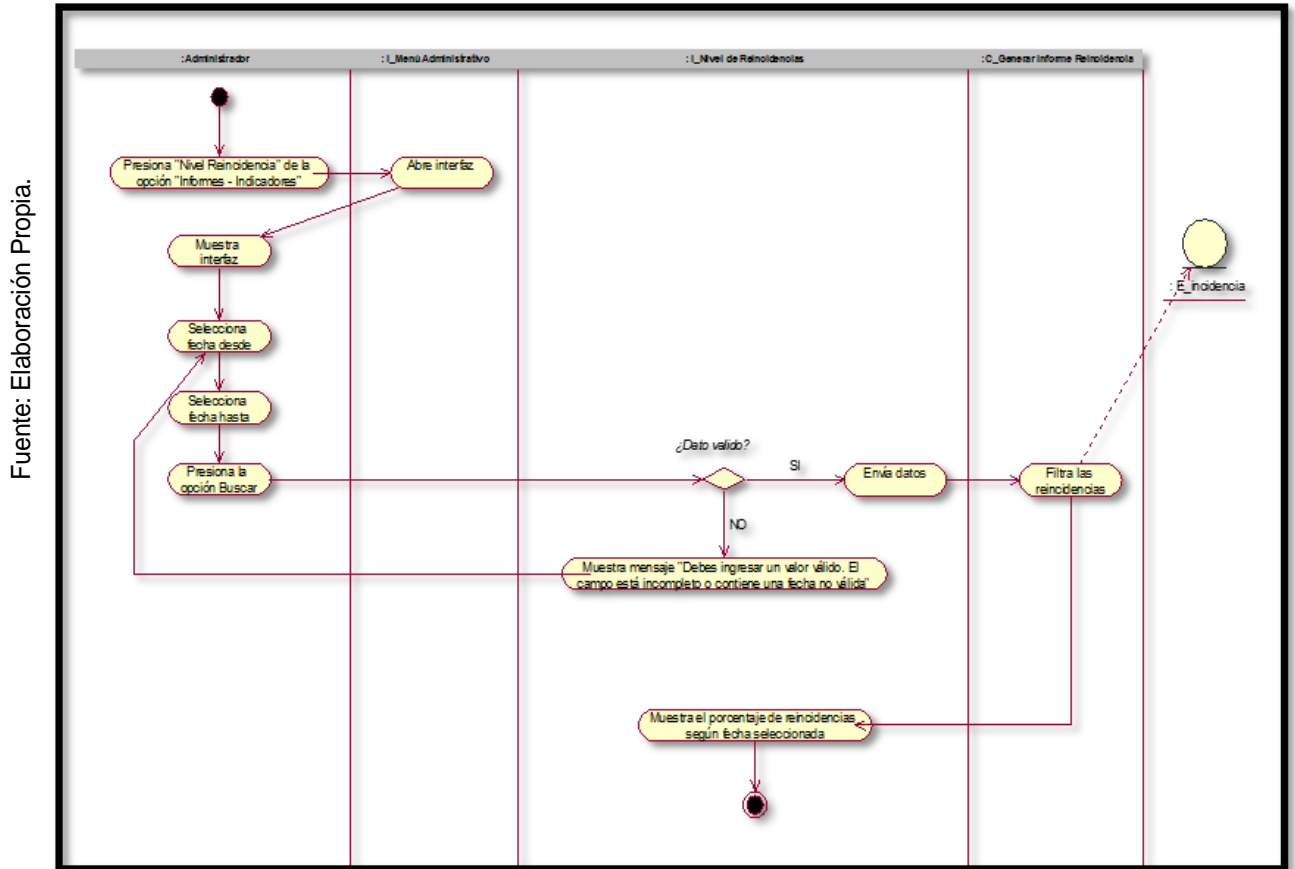 Fuente: Elaboración Propia.
: Administrador
: I_Menú Administrativo
: I_Nivel de Reincidencias
: C_Generar Informe Reincidencia
Presiona "Nivel Reincidencia" de la
opción "Informes - Indicadores"
Abre interfaz
Muestra
interfaz
: E_incidencia
Selecciona
fecha desde
Selecciona
fecha hasta
¿Dato valido?
Presiona la
opción Buscar
SI
Envía datos
Filtra las
reincidencias
NO
Muestra mensaje "Debes ingresar un valor válido. El
campo está incompleto o contiene una fecha no válida"
Muestra el porcentaje de reincidencias
según fecha seleccionada